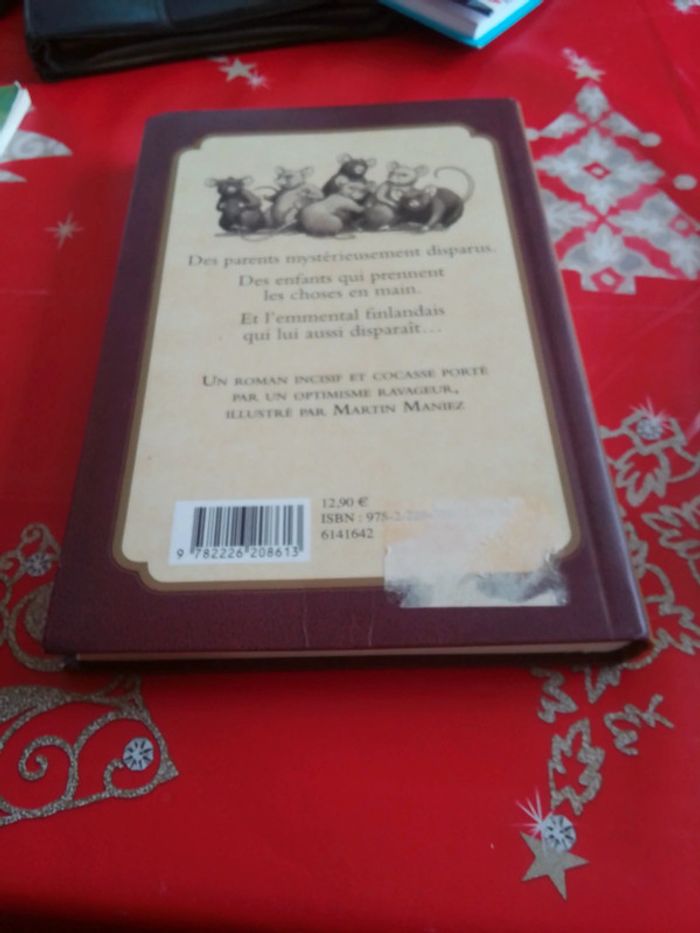 Des parents mystérieusement disparus.
Des enfants qui prennent
les choses en main.
Et l'emmental finlandais
qui lui aussi disparaît…
Un roman incisif et cocasse porté
par un optimisme ravageur,
illustré par Martin Maniez
12,90 €
ISBN : 978-2-
6141642
9 782226 208613